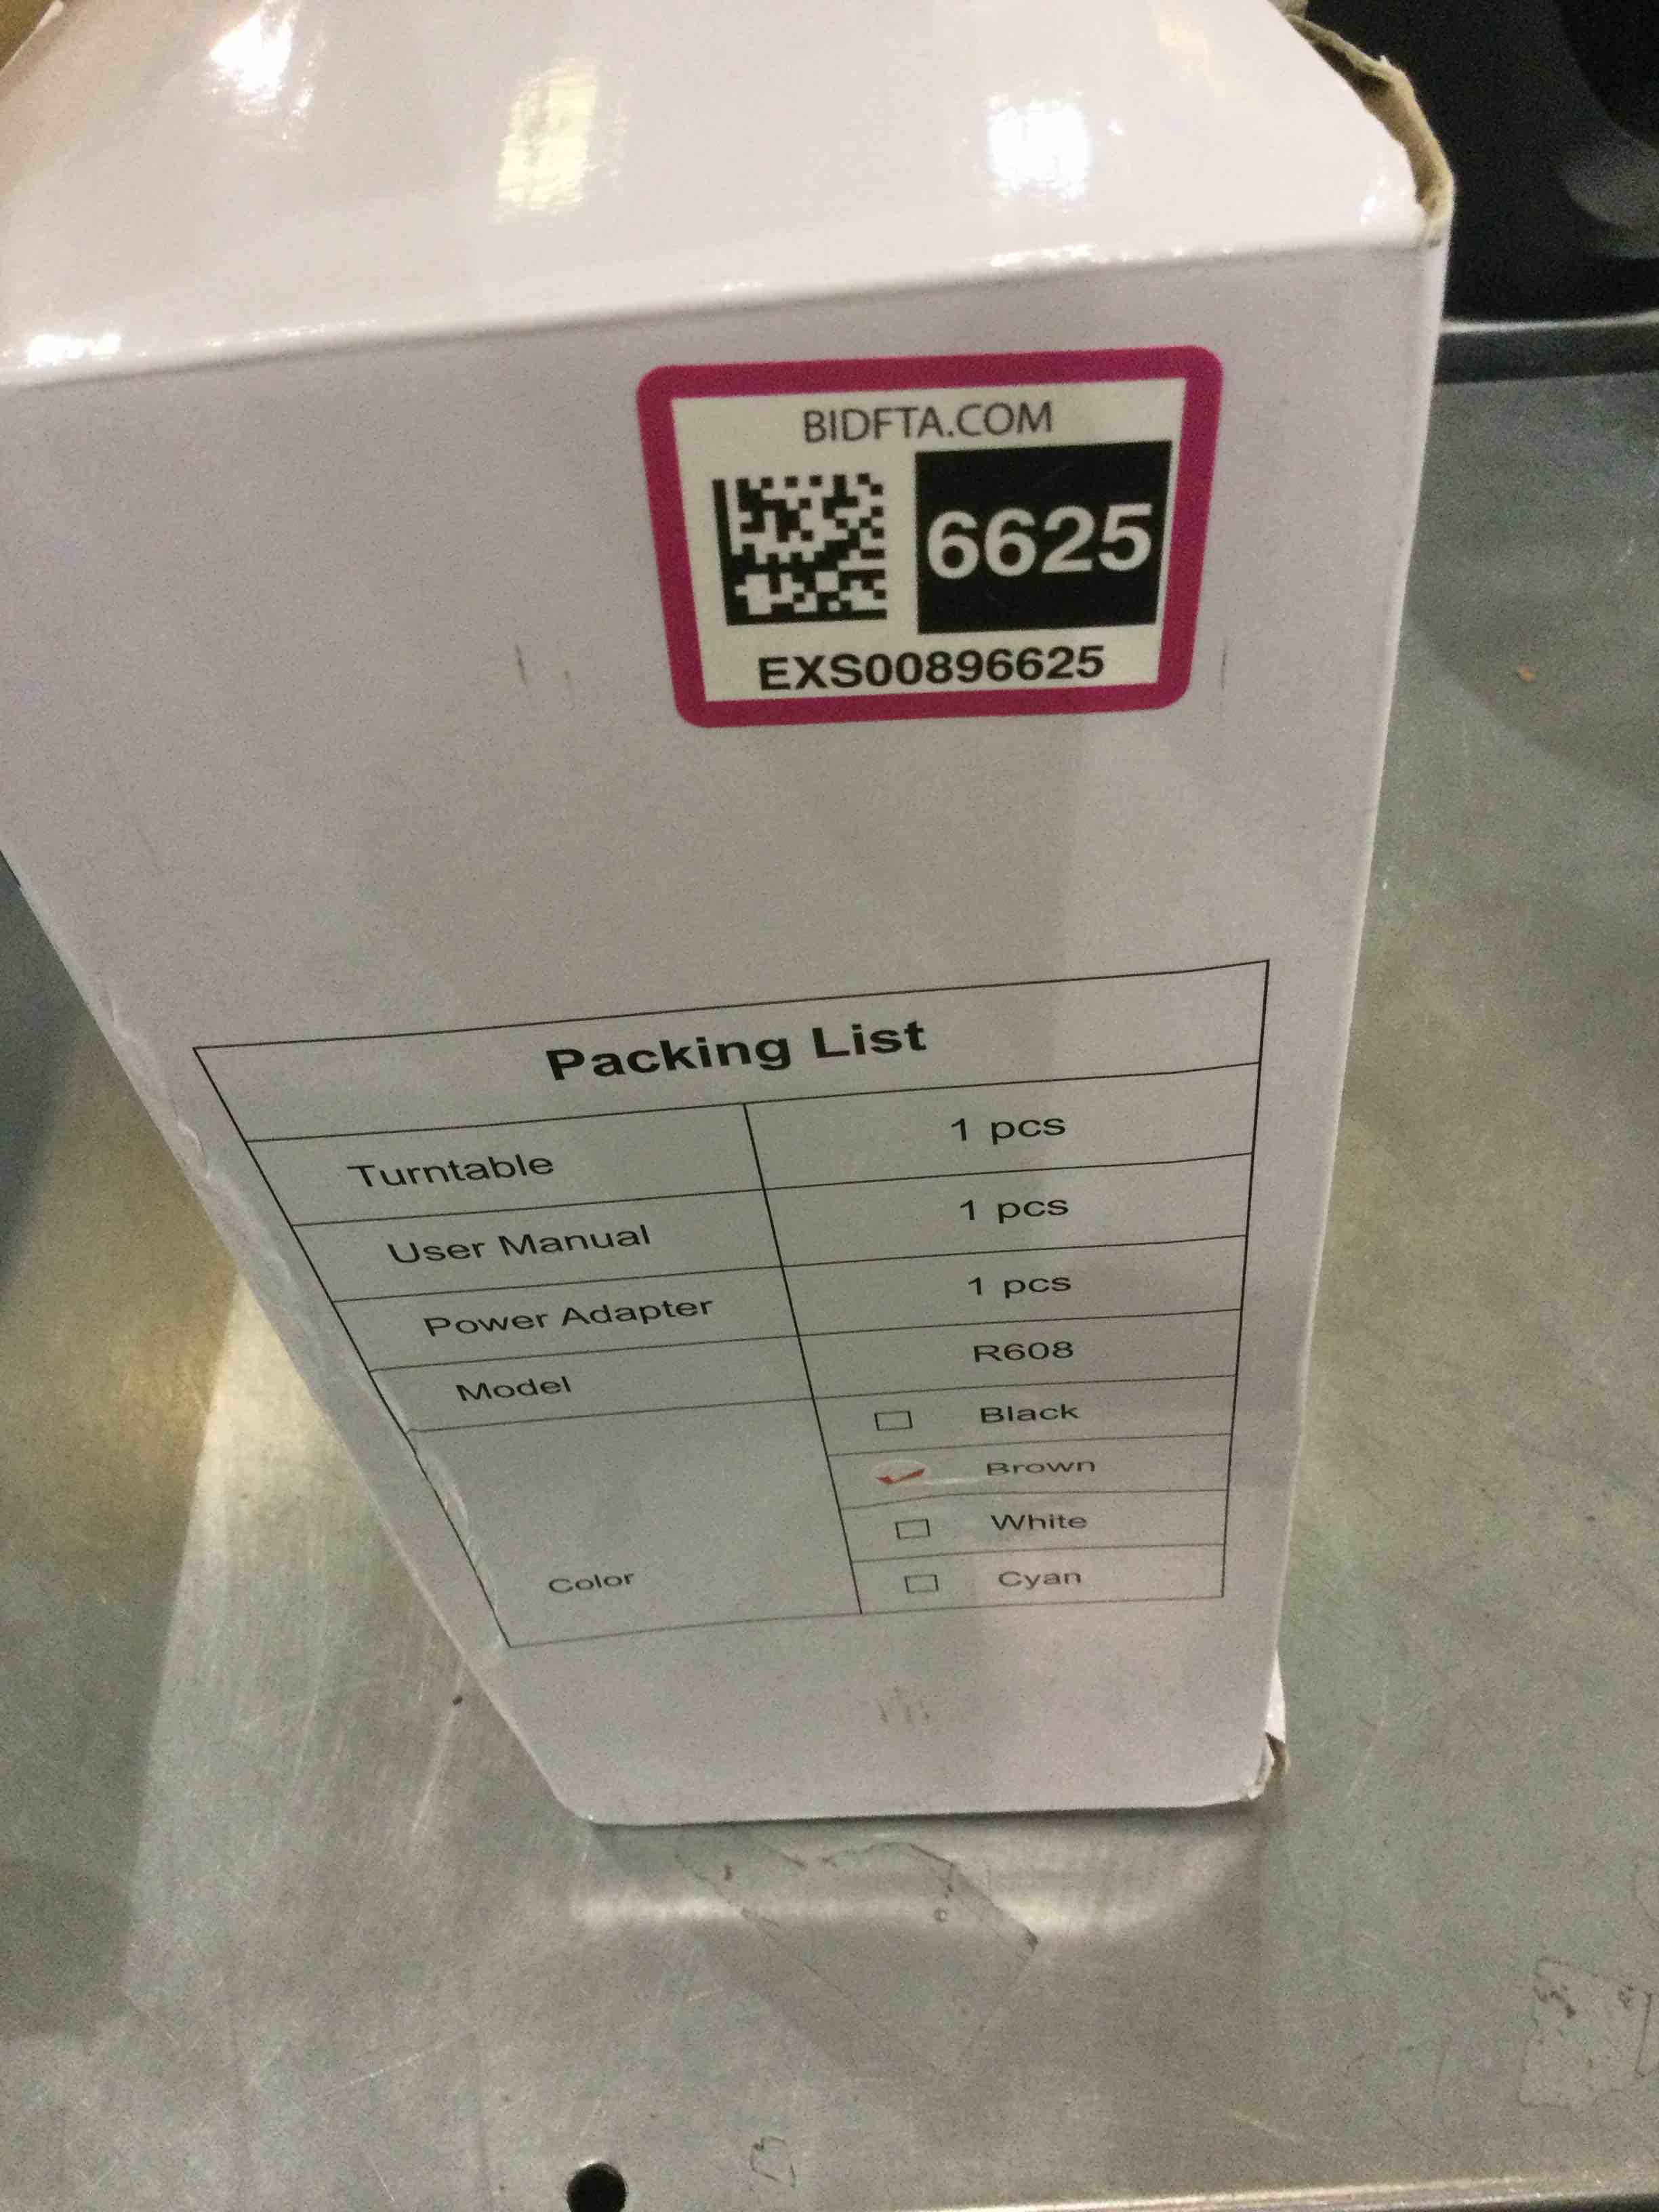 BIDFTA.COM
6625
EXS00896625
Packing List
Turntable 1 pcs
User Manual 1 pcs
Power Adapter 1 pcs
Model R608
Color
Black
Brown
White
Cyan